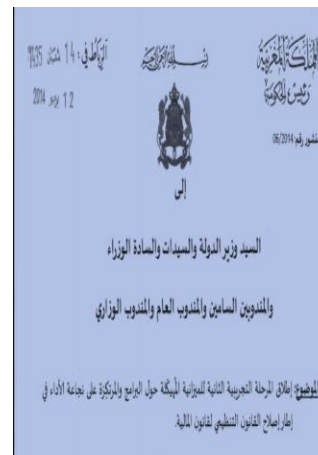 المملكة المغربية
رئيس الحكومة
بسم الله الرحمن الرحيم
الرباط في، 14 شعبان 1435
12 يونيو 2014
منشور رقم: 06/2014
إلى
السيد وزير الدولة والسيدات والسادة الوزراء
والمندوبين السامين والمندوب العام والمندوب الوزاري
الموضوع: إطلاق المرحلة التجريبية الثانية للميزانية المهيكلة حول البرامج والمرتكزة على نجاعة الأداء في
إطار إصلاح القانون التنظيمي لقانون المالية.